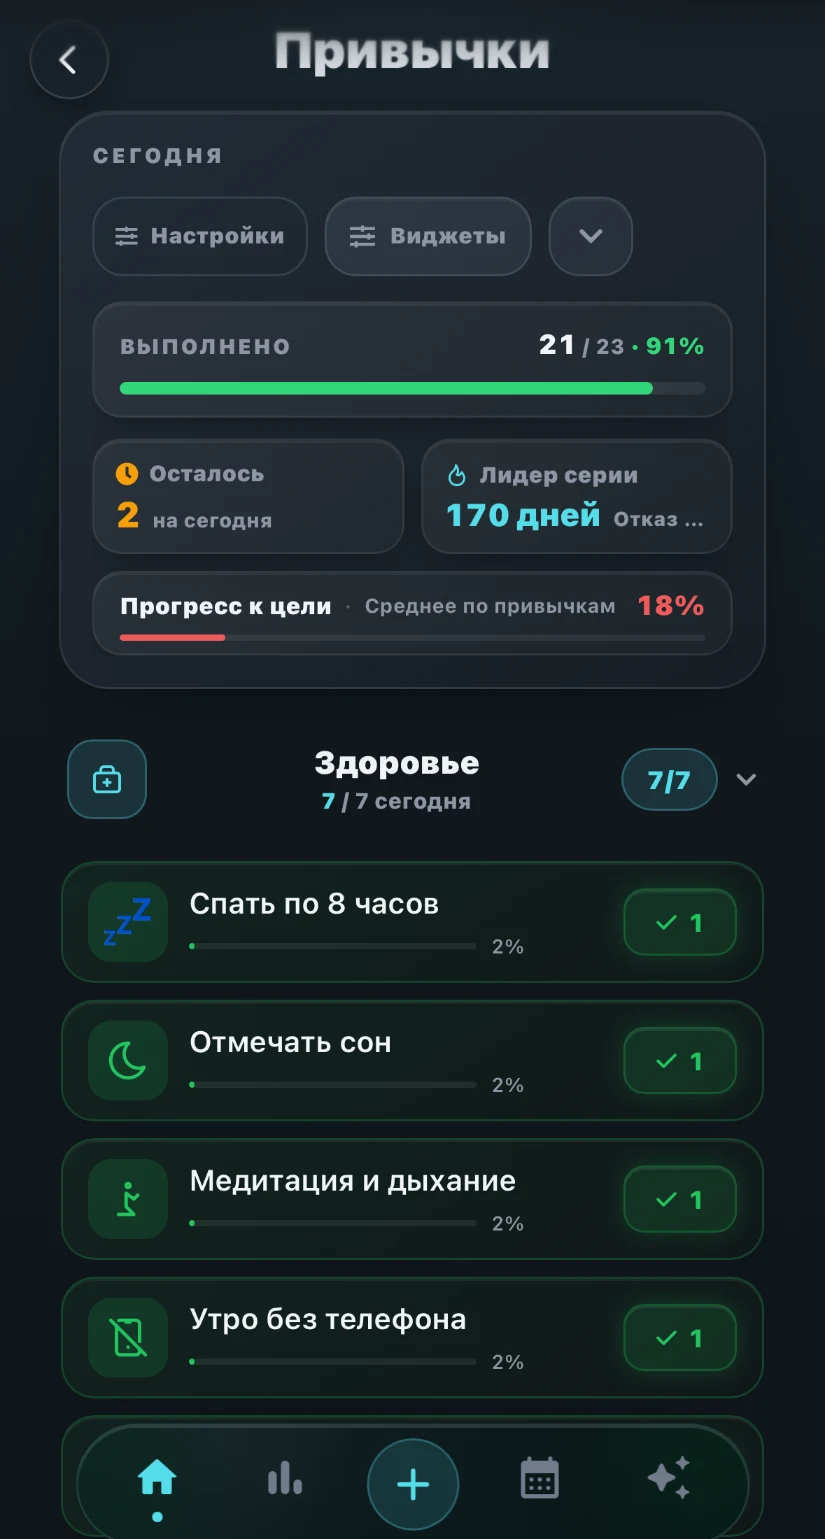 Привычки
СЕГОДНЯ
Настройки
Виджеты
ВЫПОЛНЕНО
21 / 23 · 91%
Осталось
2 на сегодня
Лидер серии
170 дней Отказ ...
Прогресс к цели · Среднее по привычкам 18%
Здоровье
7 / 7 сегодня
7/7
Спать по 8 часов
2%
1
Отмечать сон
2%
1
Медитация и дыхание
2%
1
Утро без телефона
2%
1